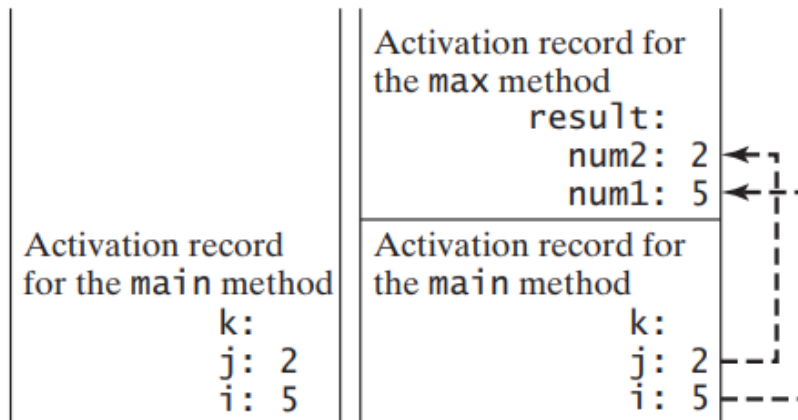 Activation record
for the main method
k:
j: 2
i: 5
Activation record for
the max method
result:
num2: 2
num1: 5
Activation record for
the main method
k:
j: 2
i: 5